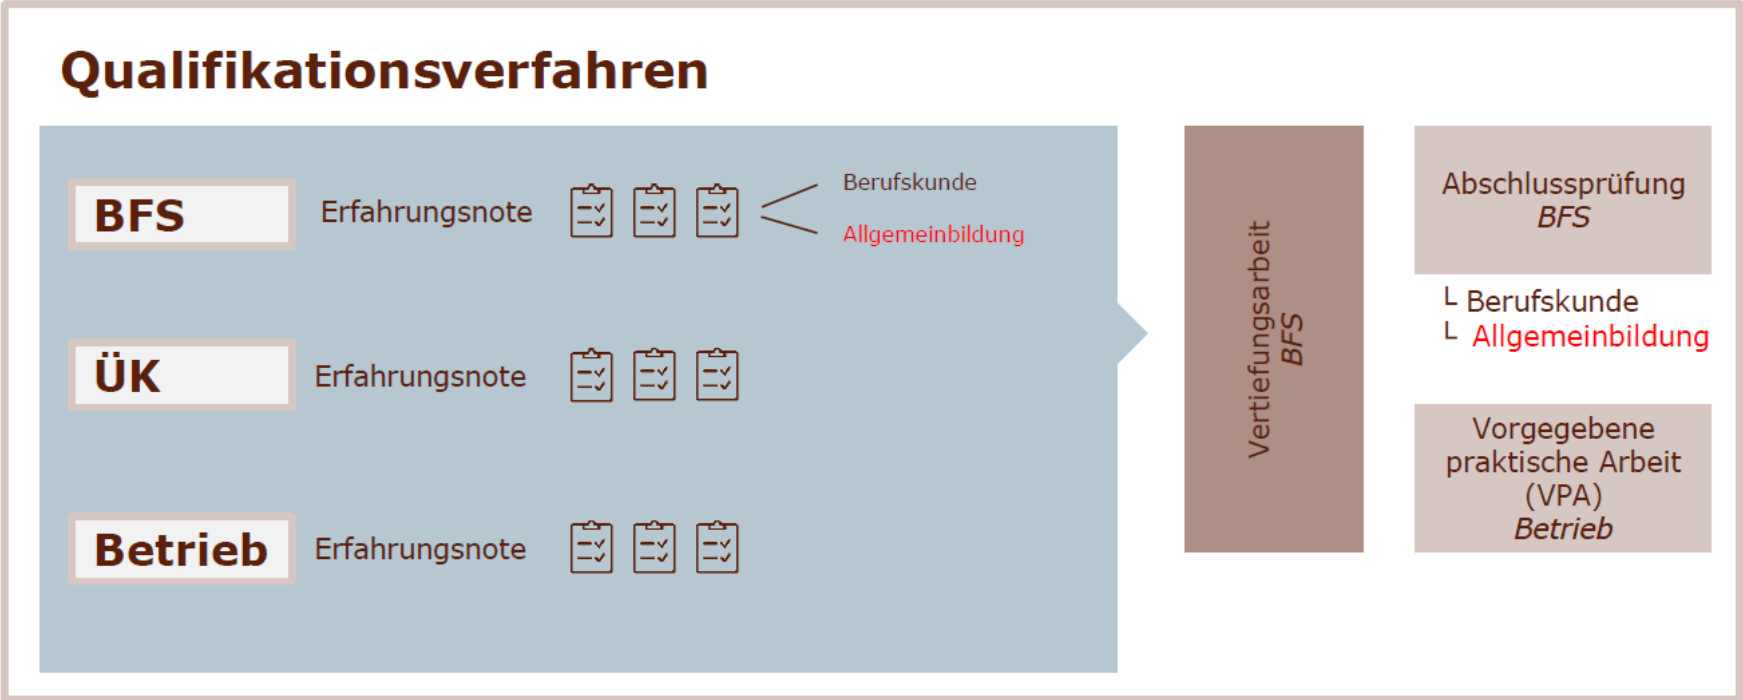 Qualifikationsverfahren
BFS
Erfahrungsnote
Berufskunde
Allgemeinbildung
ÜK
Erfahrungsnote
Betrieb
Erfahrungsnote
Vertiefungsarbeit
BFS
Abschlussprüfung
BFS
└ Berufskunde
└ Allgemeinbildung
Vorgegebene
praktische Arbeit
(VPA)
Betrieb